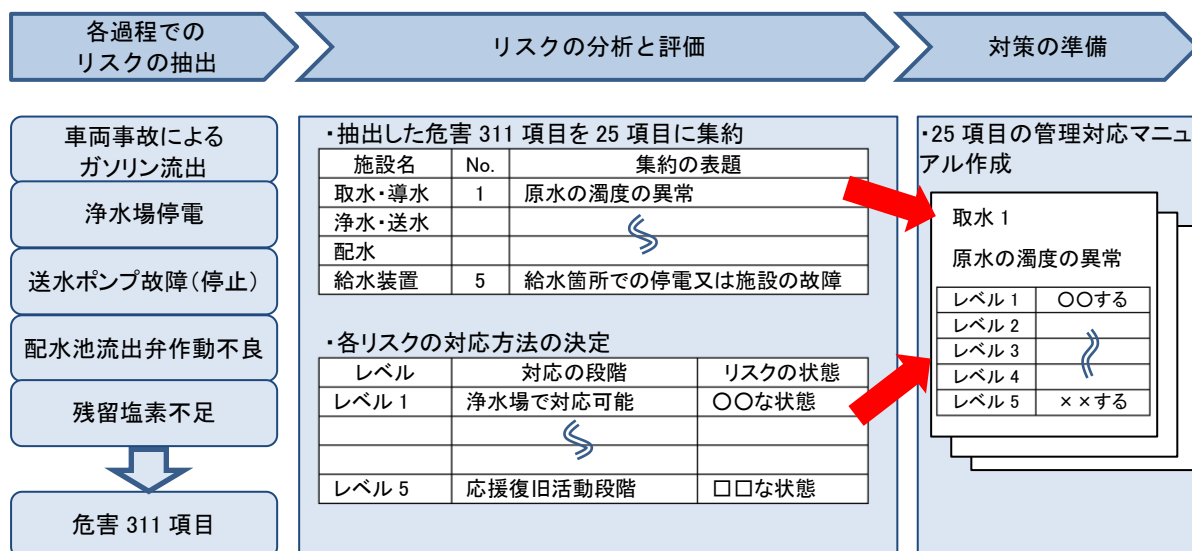 各過程での
リスクの抽出
リスクの分析と評価
対策の準備
車両事故による
ガソリン流出
浄水場停電
送水ポンプ故障(停止)
配水池流出弁作動不良
残留塩素不足
危害 311 項目
・抽出した危害 311 項目を 25 項目に集約
施設名 No. 集約の表題
取水・導水 1 原水の濁度の異常
浄水・送水
配水
給水装置 5 給水箇所での停電又は施設の故障
・各リスクの対応方法の決定
レベル 対応の段階 リスクの状態
レベル 1 浄水場で対応可能 〇〇な状態
レベル 5 応援復旧活動段階 □□な状態
・25 項目の管理対応マニュ
アル作成
取水 1
原水の濁度の異常
レベル 1 〇〇する
レベル 2
レベル 3
レベル 4
レベル 5 ××する